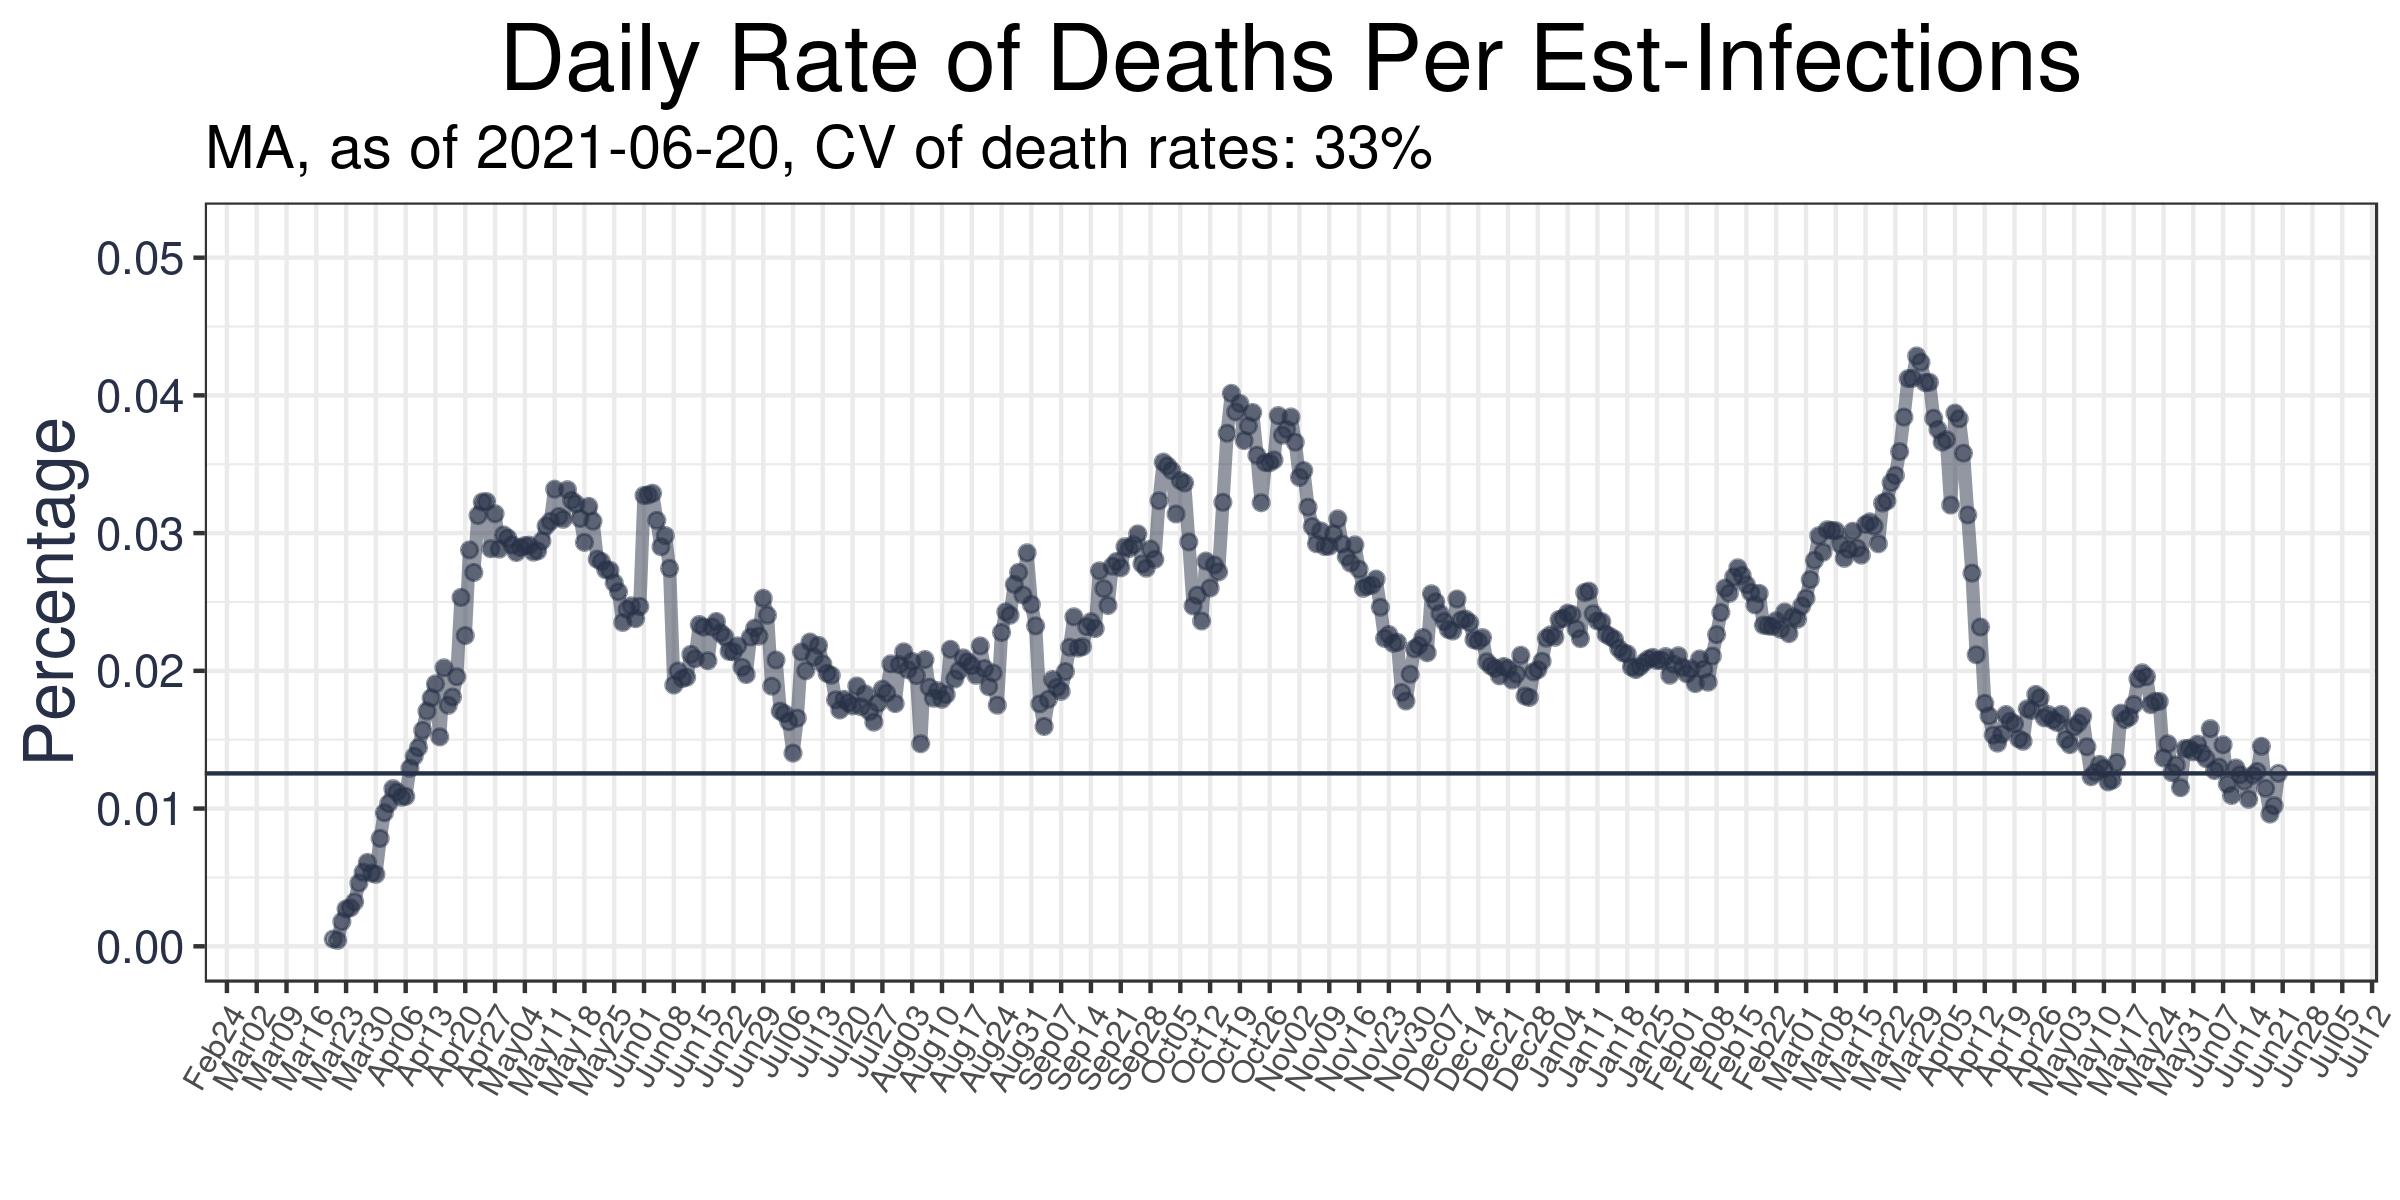 Daily Rate of Deaths Per Est-Infections
MA, as of 2021-06-20, CV of death rates: 33%
Percentage
0.05
0.04
0.03
0.02
0.01
0.00
Feb24
Mar02
Mar09
Mar16
Mar23
Mar30
Apr06
Apr13
Apr20
Apr27
May04
May11
May18
May25
Jun01
Jun08
Jun15
Jun22
Jun29
Jul06
Jul13
Jul20
Jul27
Aug03
Aug10
Aug17
Aug24
Aug31
Sep07
Sep14
Sep21
Sep28
Oct05
Oct12
Oct19
Oct26
Nov02
Nov09
Nov16
Nov23
Nov30
Dec07
Dec14
Dec21
Dec28
Jan04
Jan11
Jan18
Jan25
Feb01
Feb08
Feb15
Feb22
Mar01
Mar08
Mar15
Mar22
Mar29
Apr05
Apr12
Apr19
Apr26
May03
May10
May17
May24
May31
Jun07
Jun14
Jun21
Jun28
Jul05
Jul12